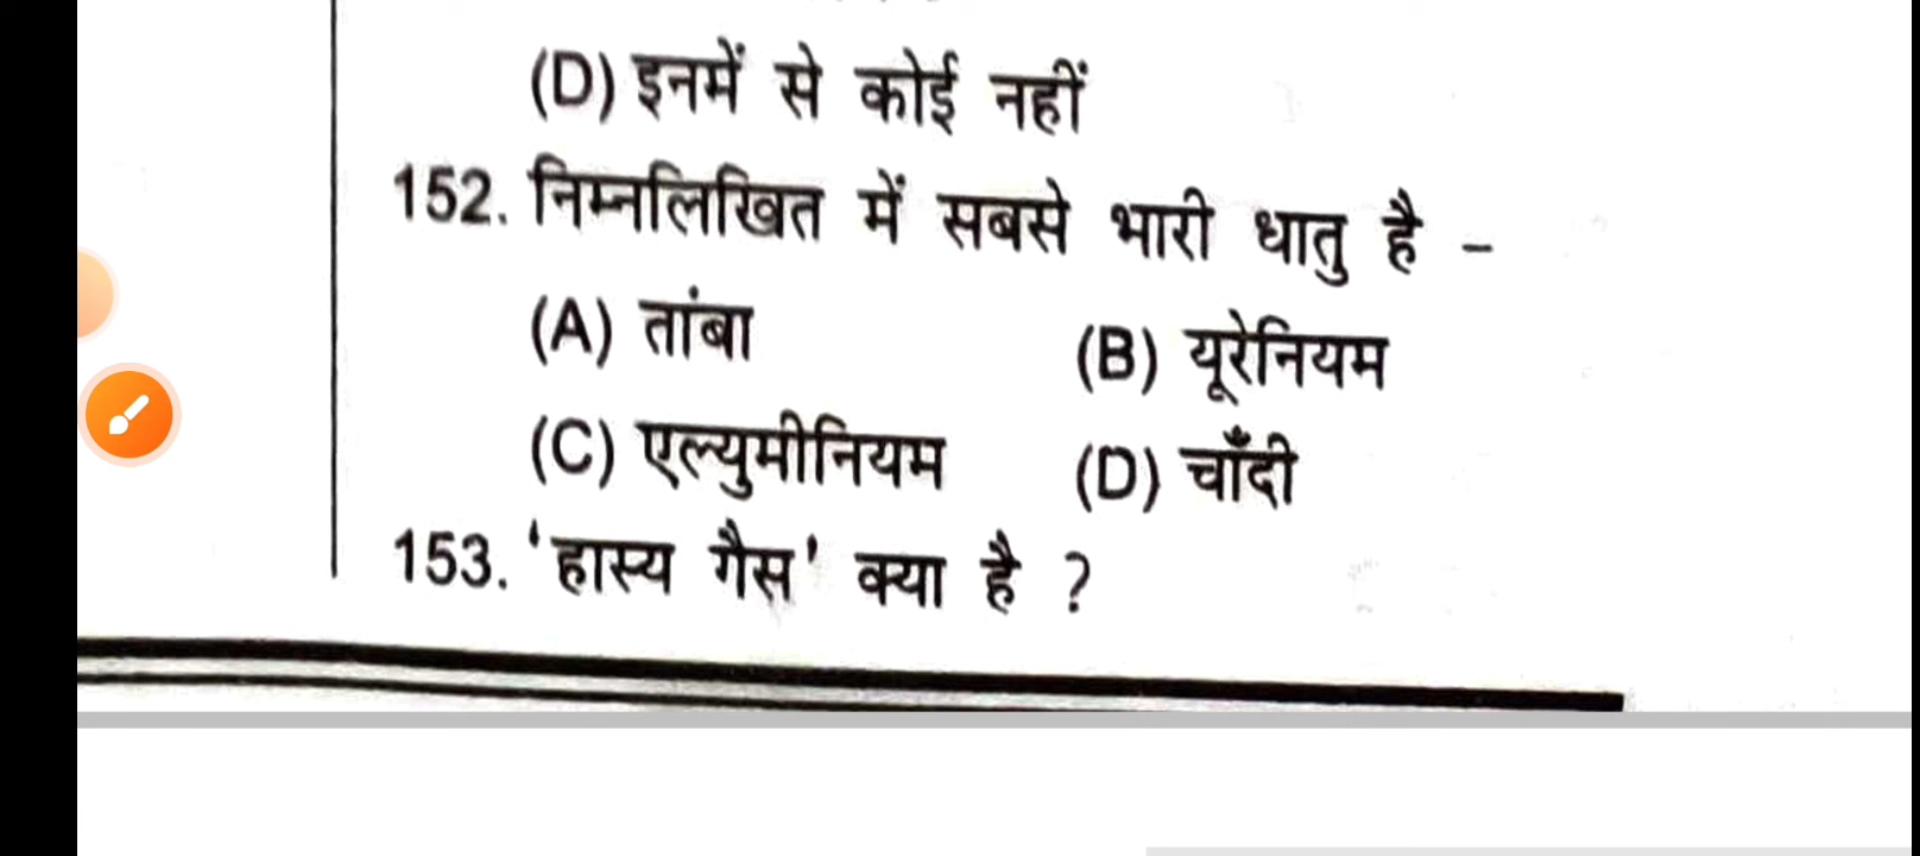 (D) इनमें से कोई नहीं
152. निम्नलिखित में सबसे भारी धातु है –
(A) तांबा (B) यूरेनियम
(C) एल्युमीनियम (D) चाँदी
153. 'हास्य गैस' क्या है ?